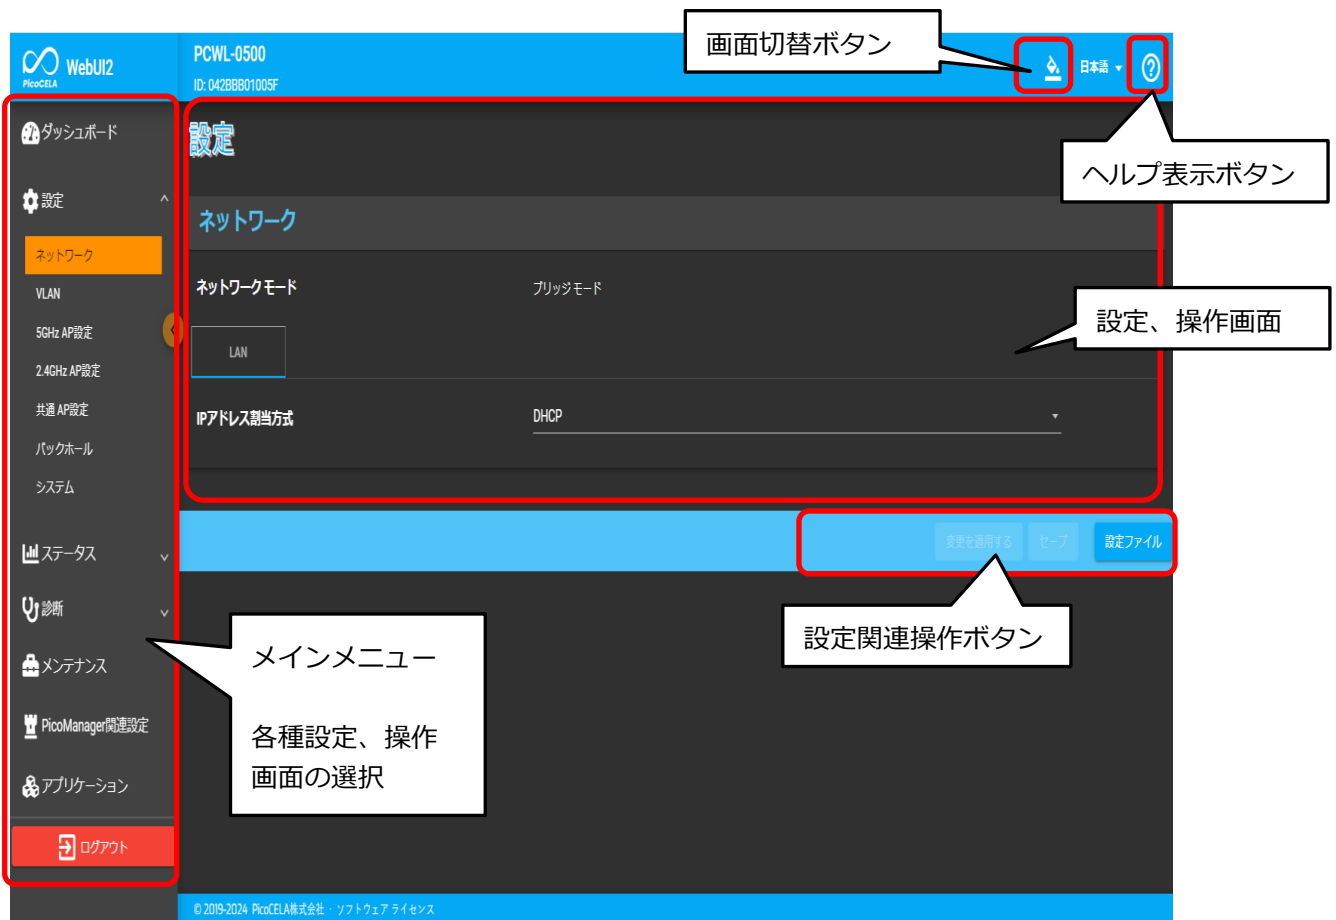 画面切替ボタン
PicoCELA
WebUI2
PCWL-0500
ID: 042BBB01005F
日本語
ヘルプ表示ボタン
ダッシュボード
設定
ネットワーク
VLAN
5GHz AP設定
2.4GHz AP設定
共通 AP設定
バックホール
システム
ステータス
診断
メンテナンス
PicoManager関連設定
アプリケーション
ログアウト
設定
ネットワーク
ネットワークモード
ブリッジモード
LAN
IPアドレス割当方式
DHCP
設定、操作画面
変更を適用する
セーブ
設定ファイル
設定関連操作ボタン
メインメニュー
各種設定、操作
画面の選択
© 2019-2024 PicoCELA株式会社 · ソフトウェア ライセンス